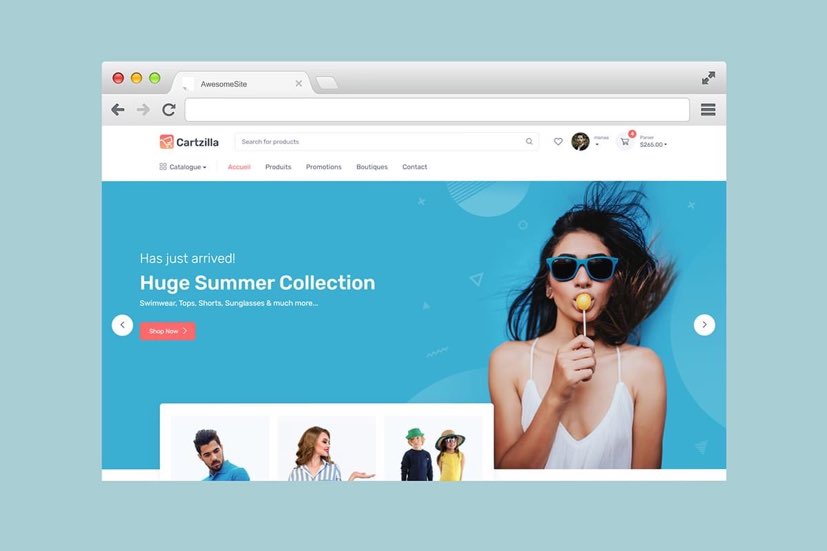 AwesomeSite
Cartzilla
Search for products
4
Panier
$265.00
Catalogue
Accueil
Produits
Promotions
Boutiques
Contact
Has just arrived!
Huge Summer Collection
Swimwear, Tops, Shorts, Sunglasses & much more...
Shop Now